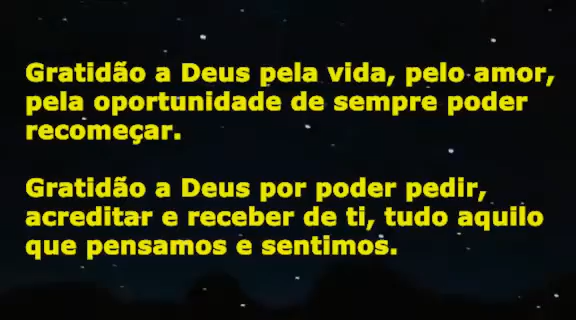 Gratidão a Deus pela vida, pelo amor,
pela oportunidade de sempre poder
recomeçar.
Gratidão a Deus por poder pedir,
acreditar e receber de ti, tudo aquilo
que pensamos e sentimos.